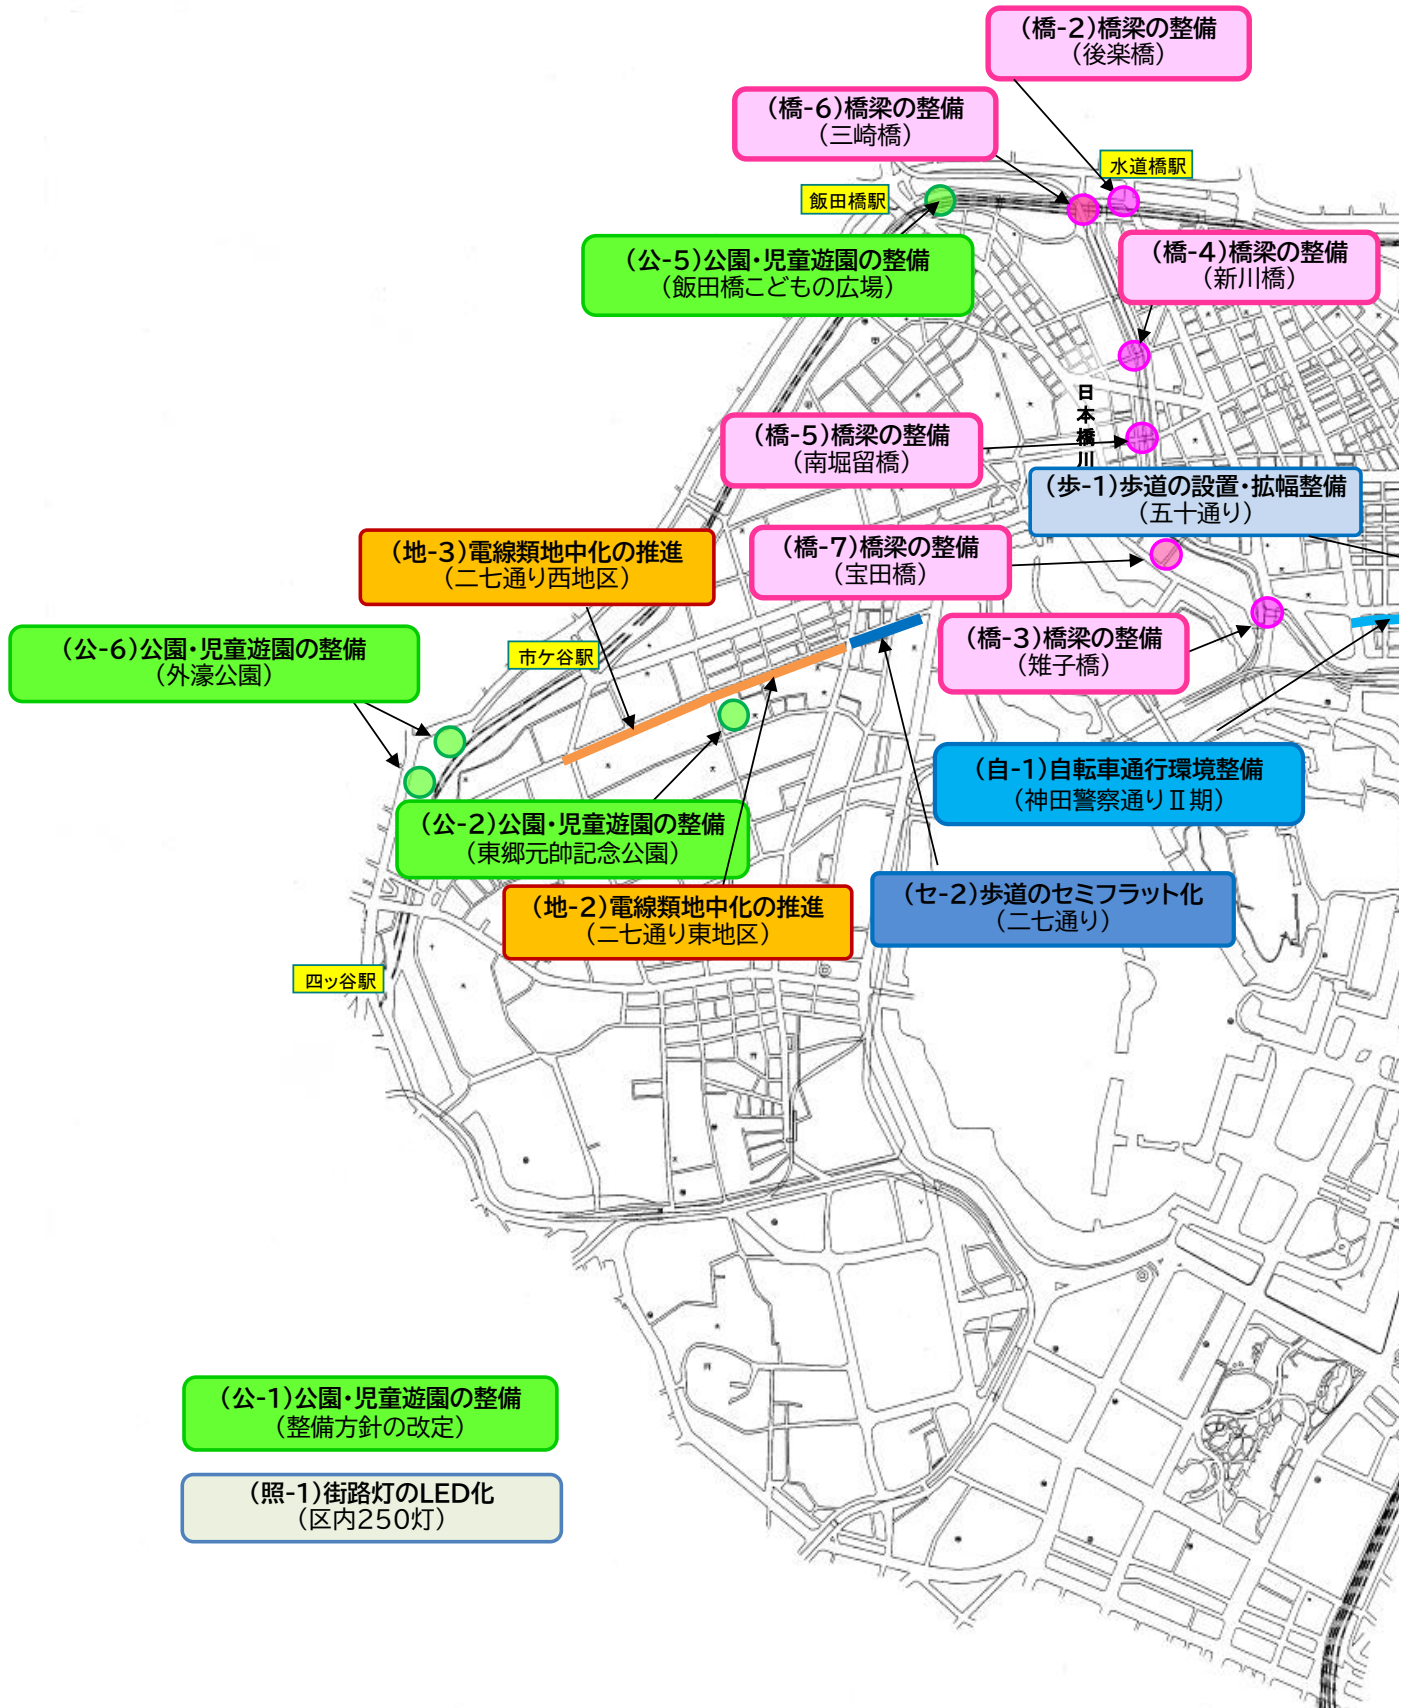 (橋-2)橋梁の整備
(後楽橋)
(橋-6)橋梁の整備
(三崎橋)
水道橋駅
飯田橋駅
(公-5)公園・児童遊園の整備
(飯田橋こどもの広場)
(橋-4)橋梁の整備
(新川橋)
日本橋川
(橋-5)橋梁の整備
(南堀留橋)
(歩-1)歩道の設置・拡幅整備
(五十通り)
(地-3)電線類地中化の推進
(二七通り西地区)
(橋-7)橋梁の整備
(宝田橋)
(公-6)公園・児童遊園の整備
(外濠公園)
市ケ谷駅
(橋-3)橋梁の整備
(雉子橋)
(自-1)自転車通行環境整備
(神田警察通りⅡ期)
(公-2)公園・児童遊園の整備
(東郷元帥記念公園)
(地-2)電線類地中化の推進
(二七通り東地区)
(セ-2)歩道のセミフラット化
(二七通り)
四ッ谷駅
(公-1)公園・児童遊園の整備
(整備方針の改定)
(照-1)街路灯のLED化
(区内250灯)